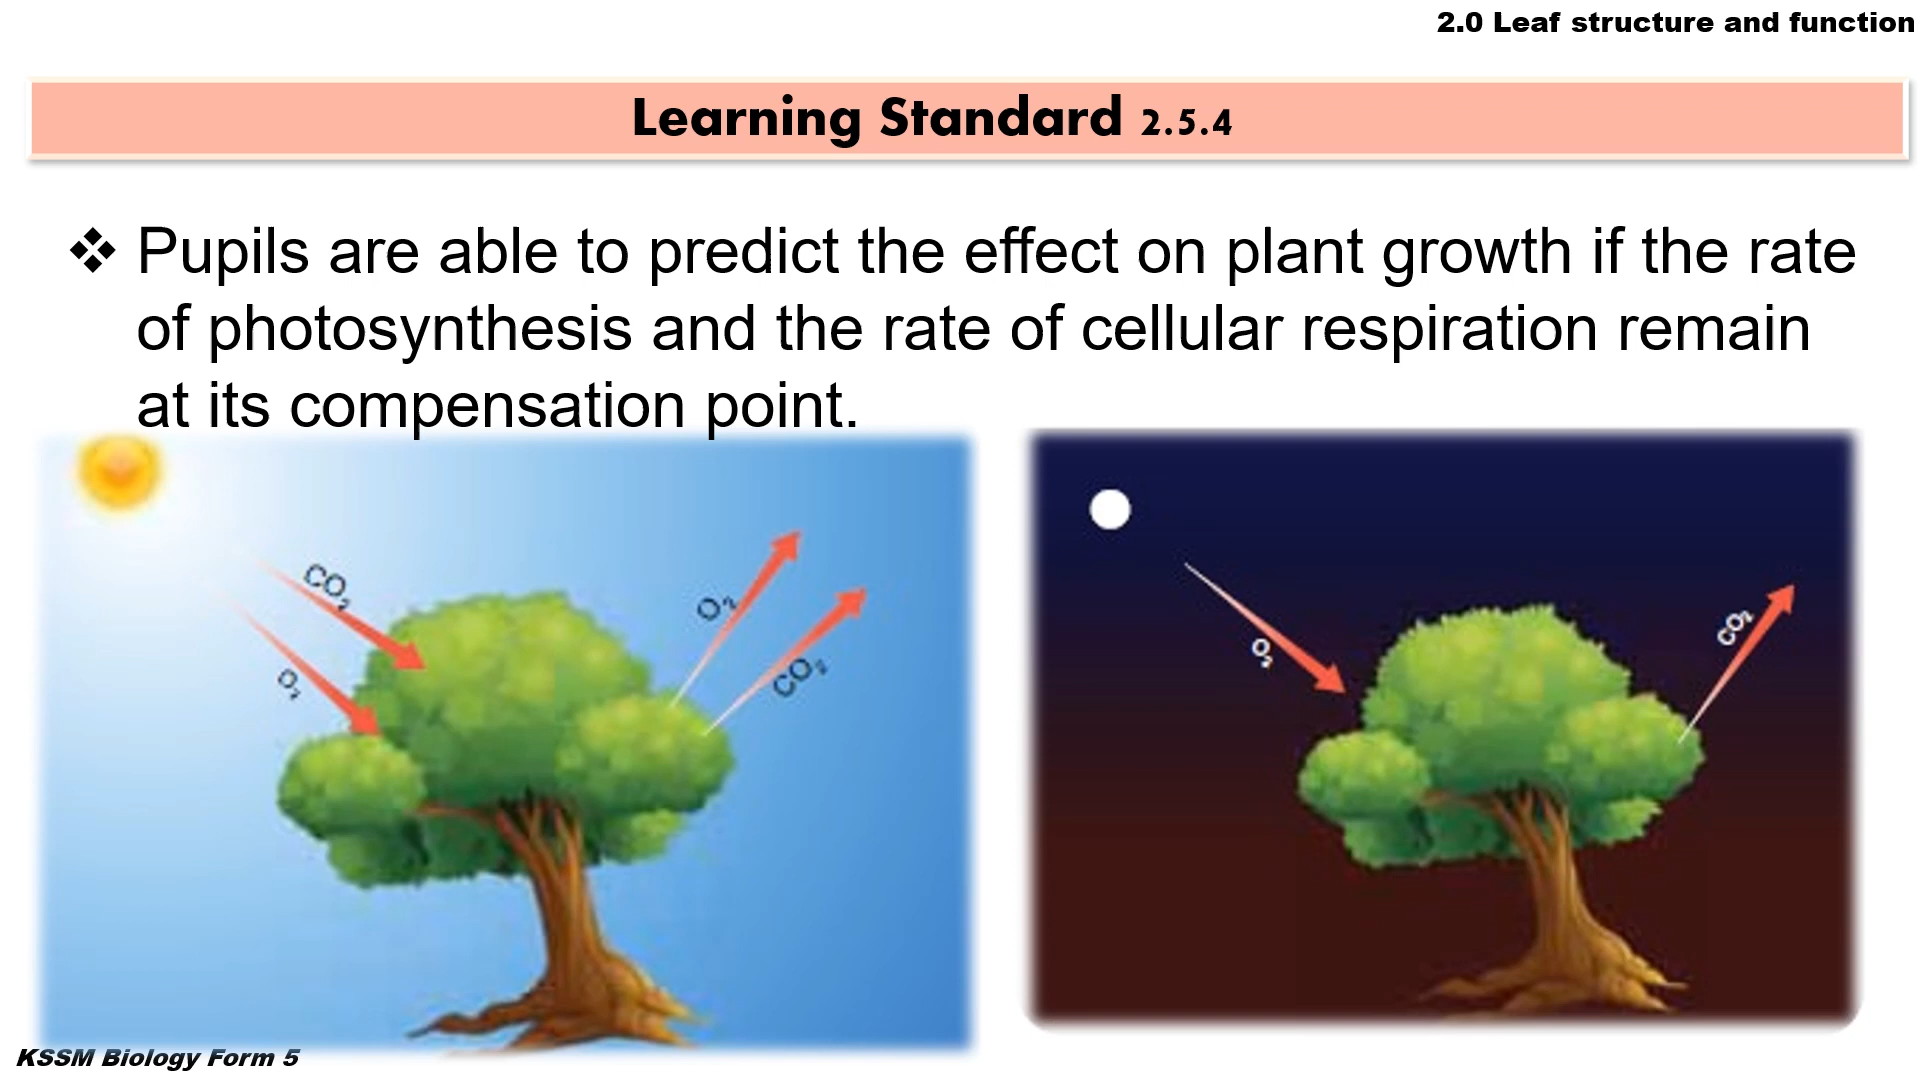 2.0 Leaf structure and function
Learning Standard 2.5.4
❖ Pupils are able to predict the effect on plant growth if the rate
of photosynthesis and the rate of cellular respiration remain
at its compensation point.
CO₂
O₂
O₂
CO₂
O₂
CO₂
KSSM Biology Form 5